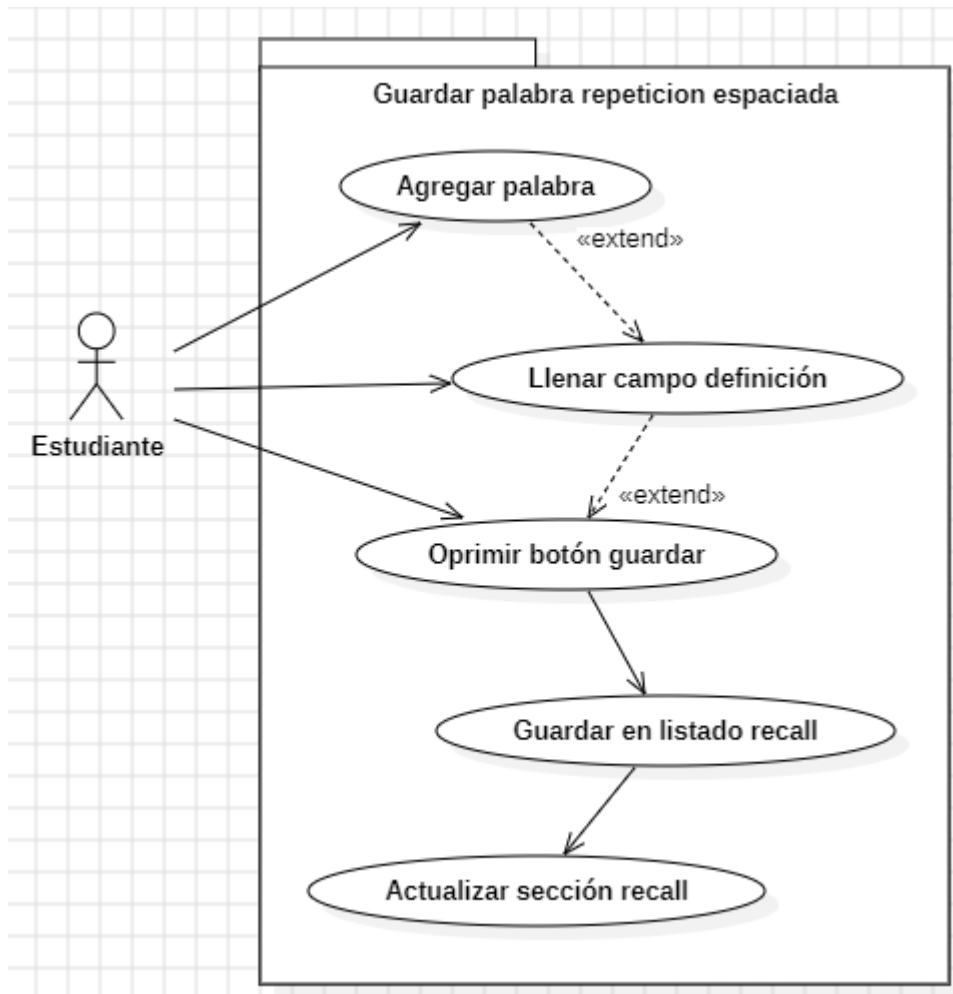 Guardar palabra repeticion espaciada
Agregar palabra
«extend»
Llenar campo definición
Estudiante
«extend»
Oprimir botón guardar
Guardar en listado recall
Actualizar sección recall